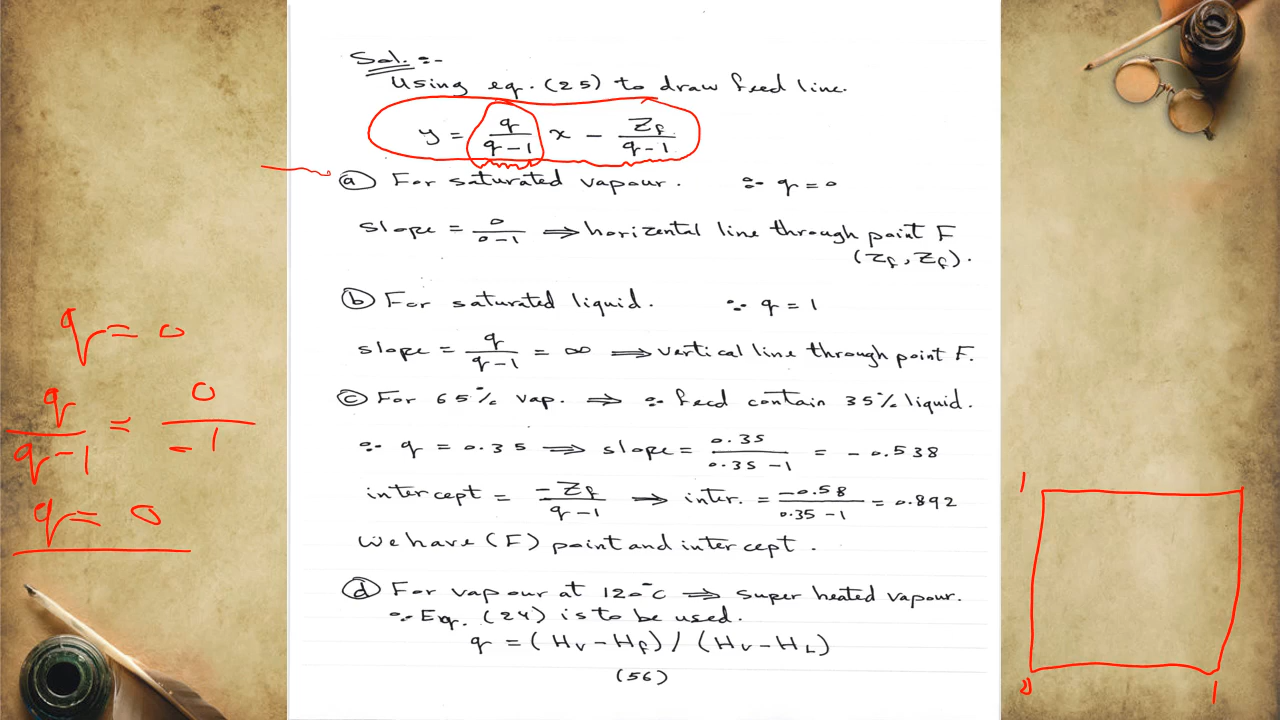 Sol. :-
Using eq. (25) to draw feed line.
y = q/(q-1) x - Zf/(q-1)
(a) For saturated vapour. ∵ q = 0
slope = 0/(0-1) ⇒ horizental line through point F
(Zf, Zf).
(b) For saturated liquid. ∵ q = 1
slope = q/(q-1) = ∞ ⇒ vertical line through point F.
(c) For 65% vap. ⇒ ∵ feed contain 35% liquid.
∵ q = 0.35 ⇒ slope = 0.35/(0.35-1) = -0.538
intercept = -Zf/(q-1) ⇒ inter. = -0.58/(0.35-1) = 0.892
We have (F) point and intercept.
(d) For vapour at 120°C ⇒ super heated vapour.
∵ Eq. (24) is to be used.
q = (Hv - Hf) / (Hv - HL)
(56)
q = 0
q/(q-1) = 0/-1
q = 0
1
0 1